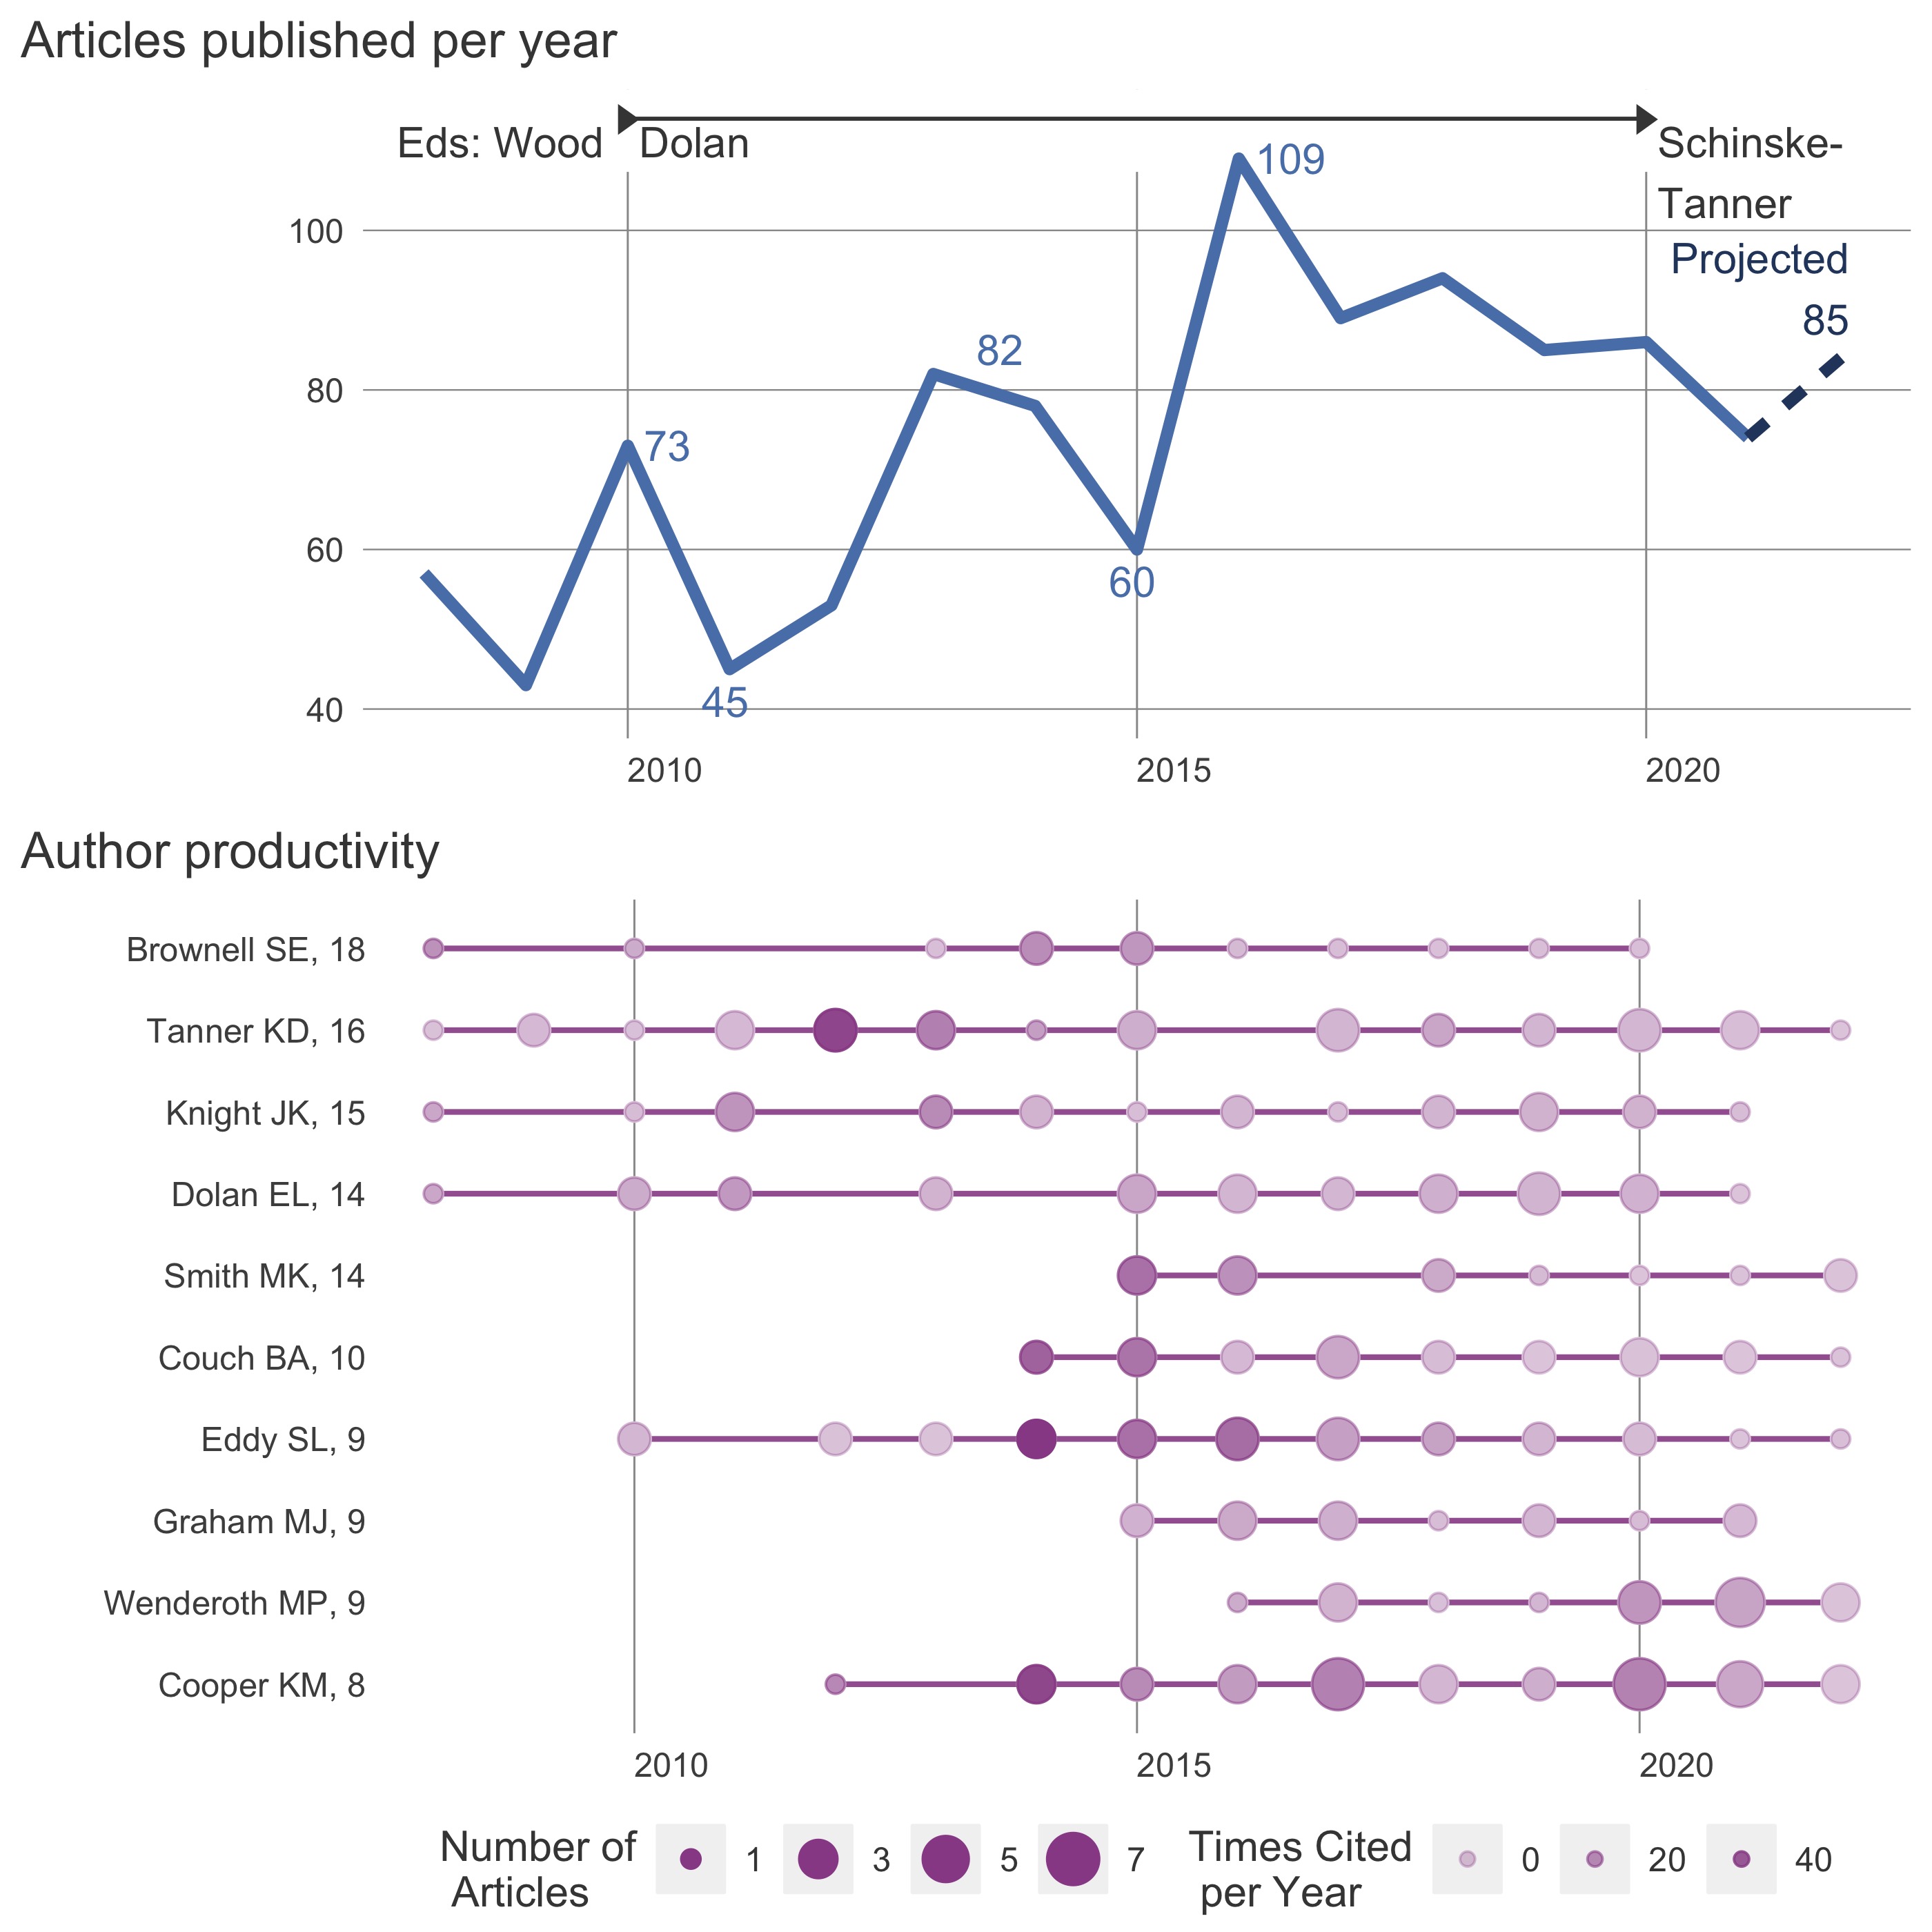 Articles published per year
Eds: Wood
Dolan
Schinske-
Tanner
Projected
109
85
82
73
60
45
100
80
60
40
2010
2015
2020
Author productivity
Brownell SE, 18
Tanner KD, 16
Knight JK, 15
Dolan EL, 14
Smith MK, 14
Couch BA, 10
Eddy SL, 9
Graham MJ, 9
Wenderoth MP, 9
Cooper KM, 8
2010
2015
2020
Number of
Articles
1
3
5
7
Times Cited
per Year
0
20
40